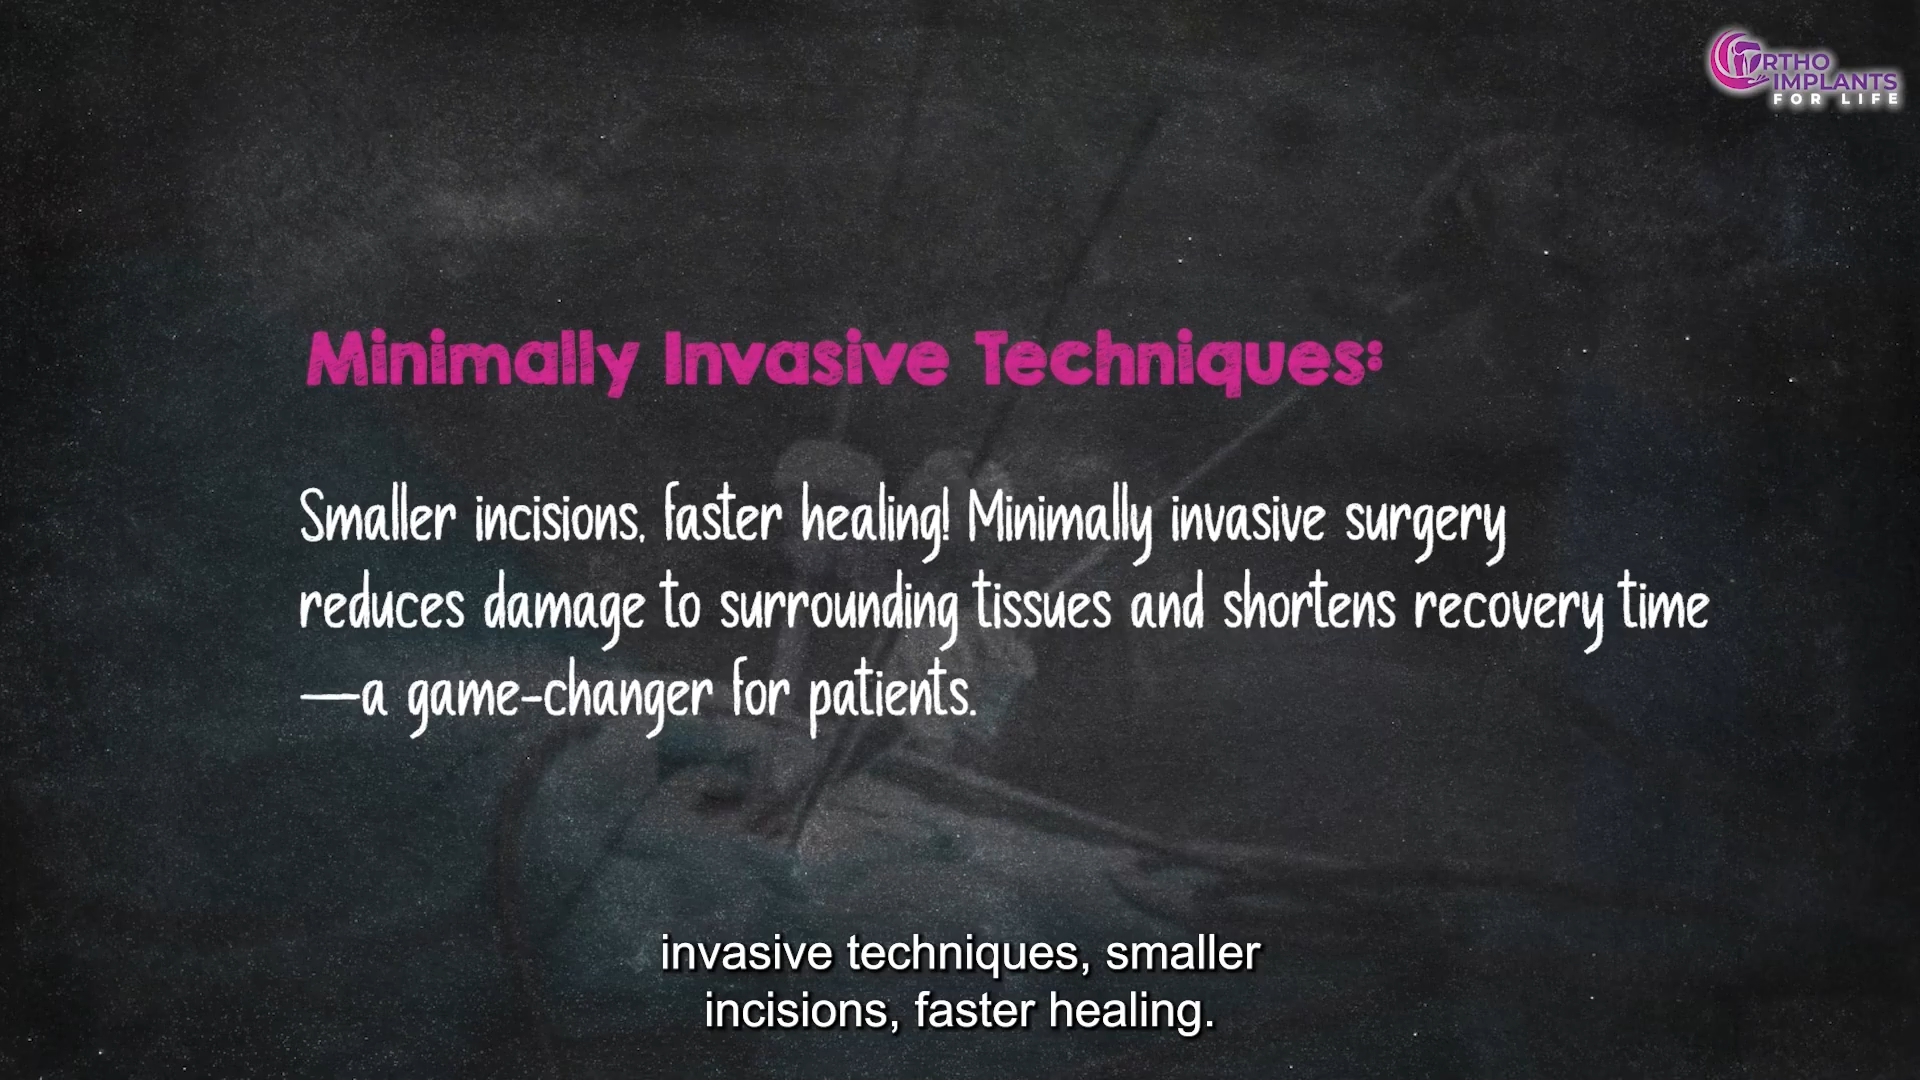 ORTHO
IMPLANTS
FOR LIFE
Minimally Invasive Techniques:
Smaller incisions, faster healing! Minimally invasive surgery
reduces damage to surrounding tissues and shortens recovery time
—a game-changer for patients.
invasive techniques, smaller
incisions, faster healing.